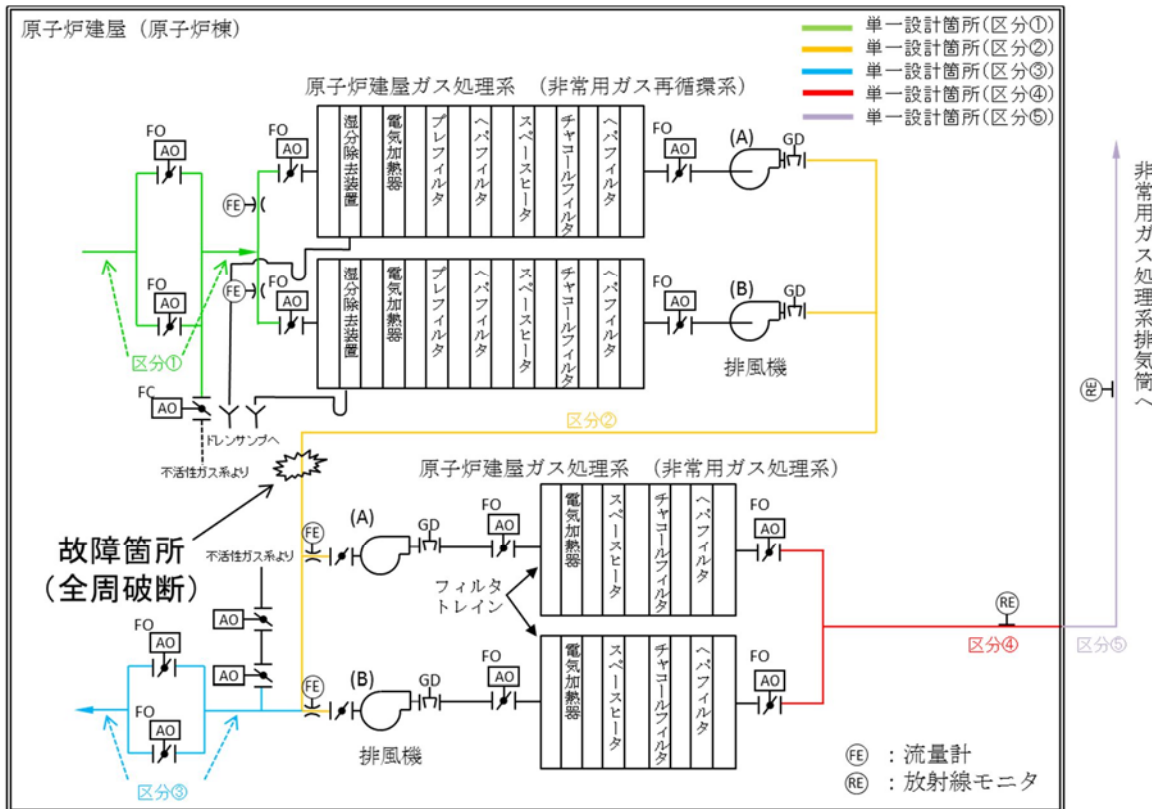 原子炉建屋（原子炉棟）
単一設計箇所(区分①)
単一設計箇所(区分②)
単一設計箇所(区分③)
単一設計箇所(区分④)
単一設計箇所(区分⑤)
原子炉建屋ガス処理系　（非常用ガス再循環系）
FO
AO
FO
AO
湿分除去装置
電気加熱器
プレフィルタ
ヘパフィルタ
スペースヒータ
チャコールフィルタ
ヘパフィルタ
FO
AO
(A)
GD
FE
FO
AO
FE
FO
AO
湿分除去装置
電気加熱器
プレフィルタ
ヘパフィルタ
スペースヒータ
チャコールフィルタ
ヘパフィルタ
FO
AO
(B)
GD
排風機
区分①
FC
AO
ドレンサンプへ
不活性ガス系より
区分②
非常用ガス処理系排気筒へ
RE
原子炉建屋ガス処理系　（非常用ガス処理系）
故障箇所
（全周破断）
不活性ガス系より
FE
(A)
GD
FO
AO
電気加熱器
スペースヒータ
チャコールフィルタ
ヘパフィルタ
FO
AO
フィルタ
トレイン
AO
AO
FO
AO
FO
AO
区分③
FE
(B)
GD
排風機
FO
AO
電気加熱器
スペースヒータ
チャコールフィルタ
ヘパフィルタ
FO
AO
RE
区分④
区分⑤
FE ：流量計
RE ：放射線モニタ